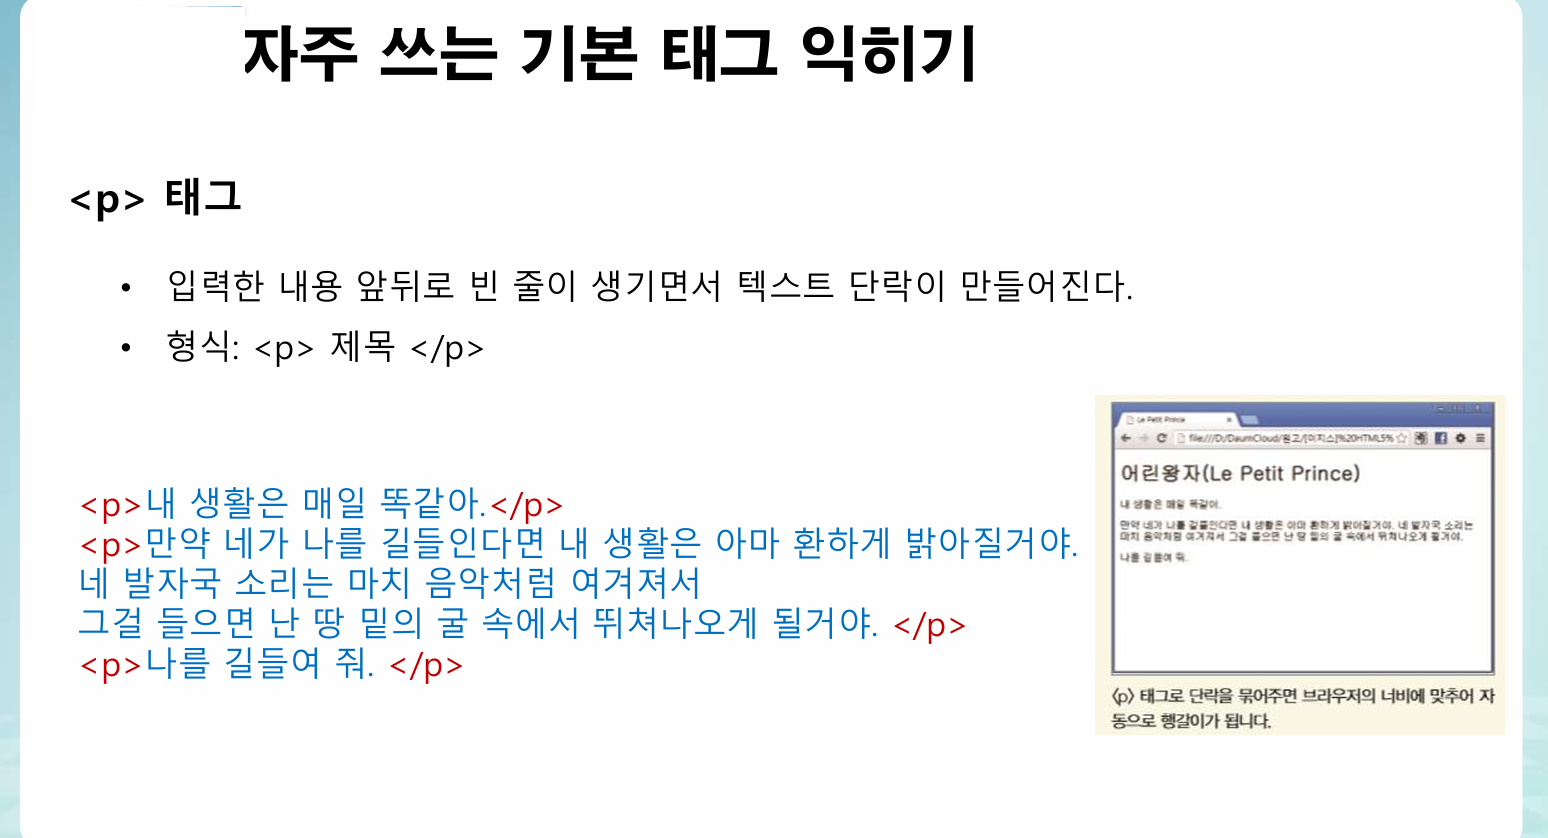 자주 쓰는 기본 태그 익히기
<p> 태그
• 입력한 내용 앞뒤로 빈 줄이 생기면서 텍스트 단락이 만들어진다.
• 형식: <p> 제목 </p>
<p>내 생활은 매일 똑같아.</p>
<p>만약 네가 나를 길들인다면 내 생활은 아마 환하게 밝아질거야.
네 발자국 소리는 마치 음악처럼 여겨져서
그걸 들으면 난 땅 밑의 굴 속에서 뛰쳐나오게 될거야. </p>
<p>나를 길들여 줘. </p>
Le Petit Prince
file:///D:/DaumCloud/원고/[이지스]%20HTML5%
어린왕자(Le Petit Prince)
내 생활은 매일 똑같아.
만약 네가 나를 길들인다면 내 생활은 아마 환하게 밝아질거야. 네 발자국 소리는
마치 음악처럼 여겨져서 그걸 들으면 난 땅 밑의 굴 속에서 뛰쳐나오게 될거야.
나를 길들여 줘.
<p> 태그로 단락을 묶어주면 브라우저의 너비에 맞추어 자
동으로 행갈이가 됩니다.